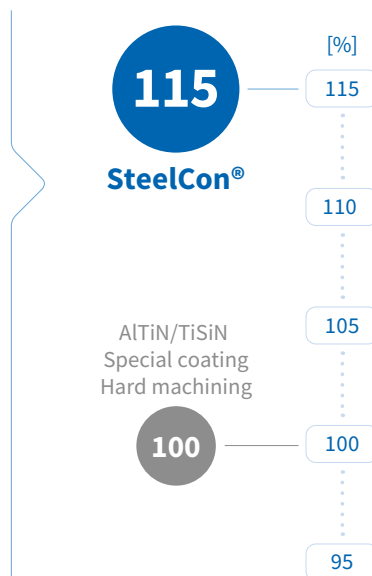 [%]
115
115
SteelCon®
110
105
AlTiN/TiSiN
Special coating
Hard machining
100
100
95